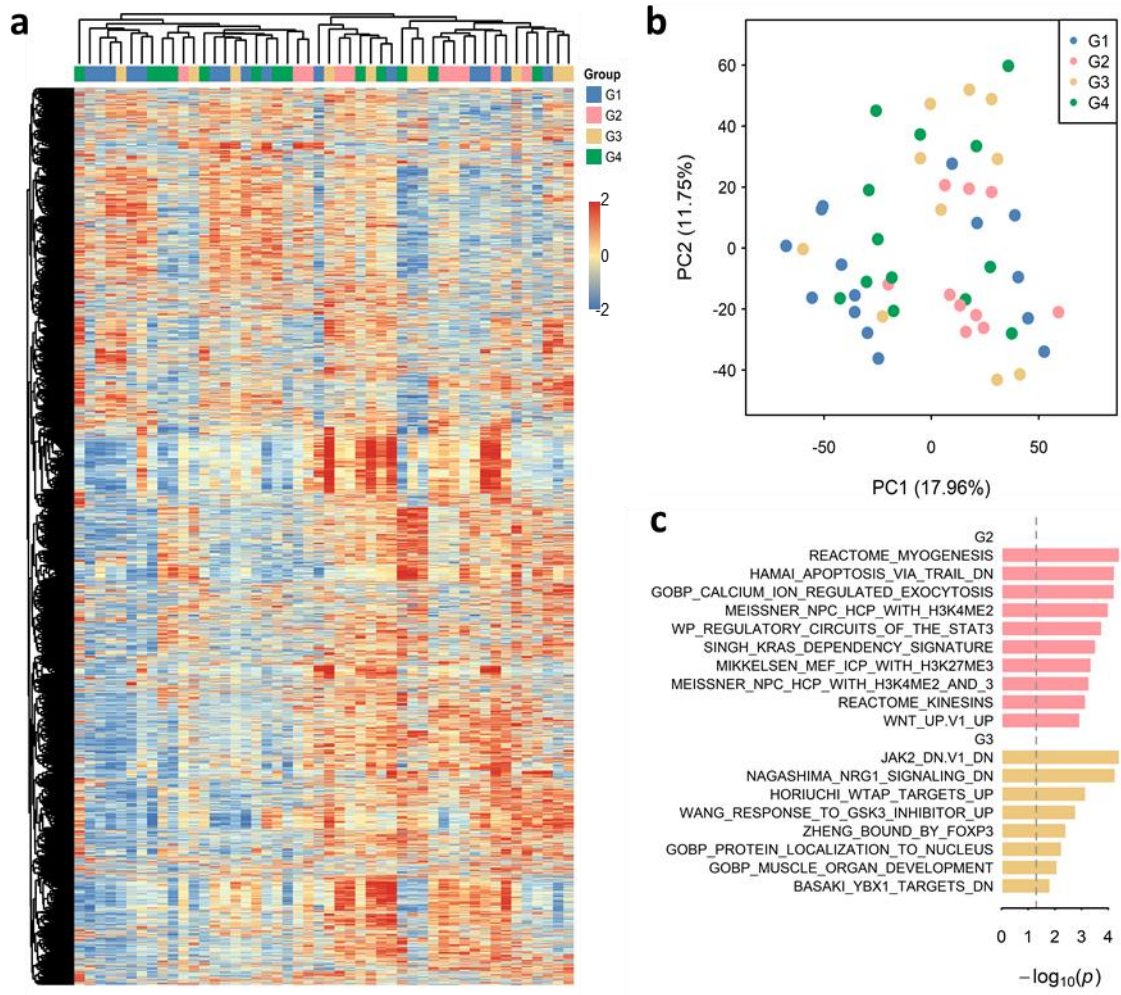 a
Group
G1
G2
G3
G4
2
0
-2
b
G1
G2
G3
G4
60
40
20
0
-20
-40
PC2 (11.75%)
-50
0
50
PC1 (17.96%)
c
G2
REACTOME_MYOGENESIS
HAMAI_APOPTOSIS_VIA_TRAIL_DN
GOBP_CALCIUM_ION_REGULATED_EXOCYTOSIS
MEISSNER_NPC_HCP_WITH_H3K4ME2
WP_REGULATORY_CIRCUITS_OF_THE_STAT3
SINGH_KRAS_DEPENDENCY_SIGNATURE
MIKKELSEN_MEF_ICP_WITH_H3K27ME3
MEISSNER_NPC_HCP_WITH_H3K4ME2_AND_3
REACTOME_KINESINS
WNT_UP.V1_UP
G3
JAK2_DN.V1_DN
NAGASHIMA_NRG1_SIGNALING_DN
HORIUCHI_WTAP_TARGETS_UP
WANG_RESPONSE_TO_GSK3_INHIBITOR_UP
ZHENG_BOUND_BY_FOXP3
GOBP_PROTEIN_LOCALIZATION_TO_NUCLEUS
GOBP_MUSCLE_ORGAN_DEVELOPMENT
BASAKI_YBX1_TARGETS_DN
0 1 2 3 4
−log10(p)